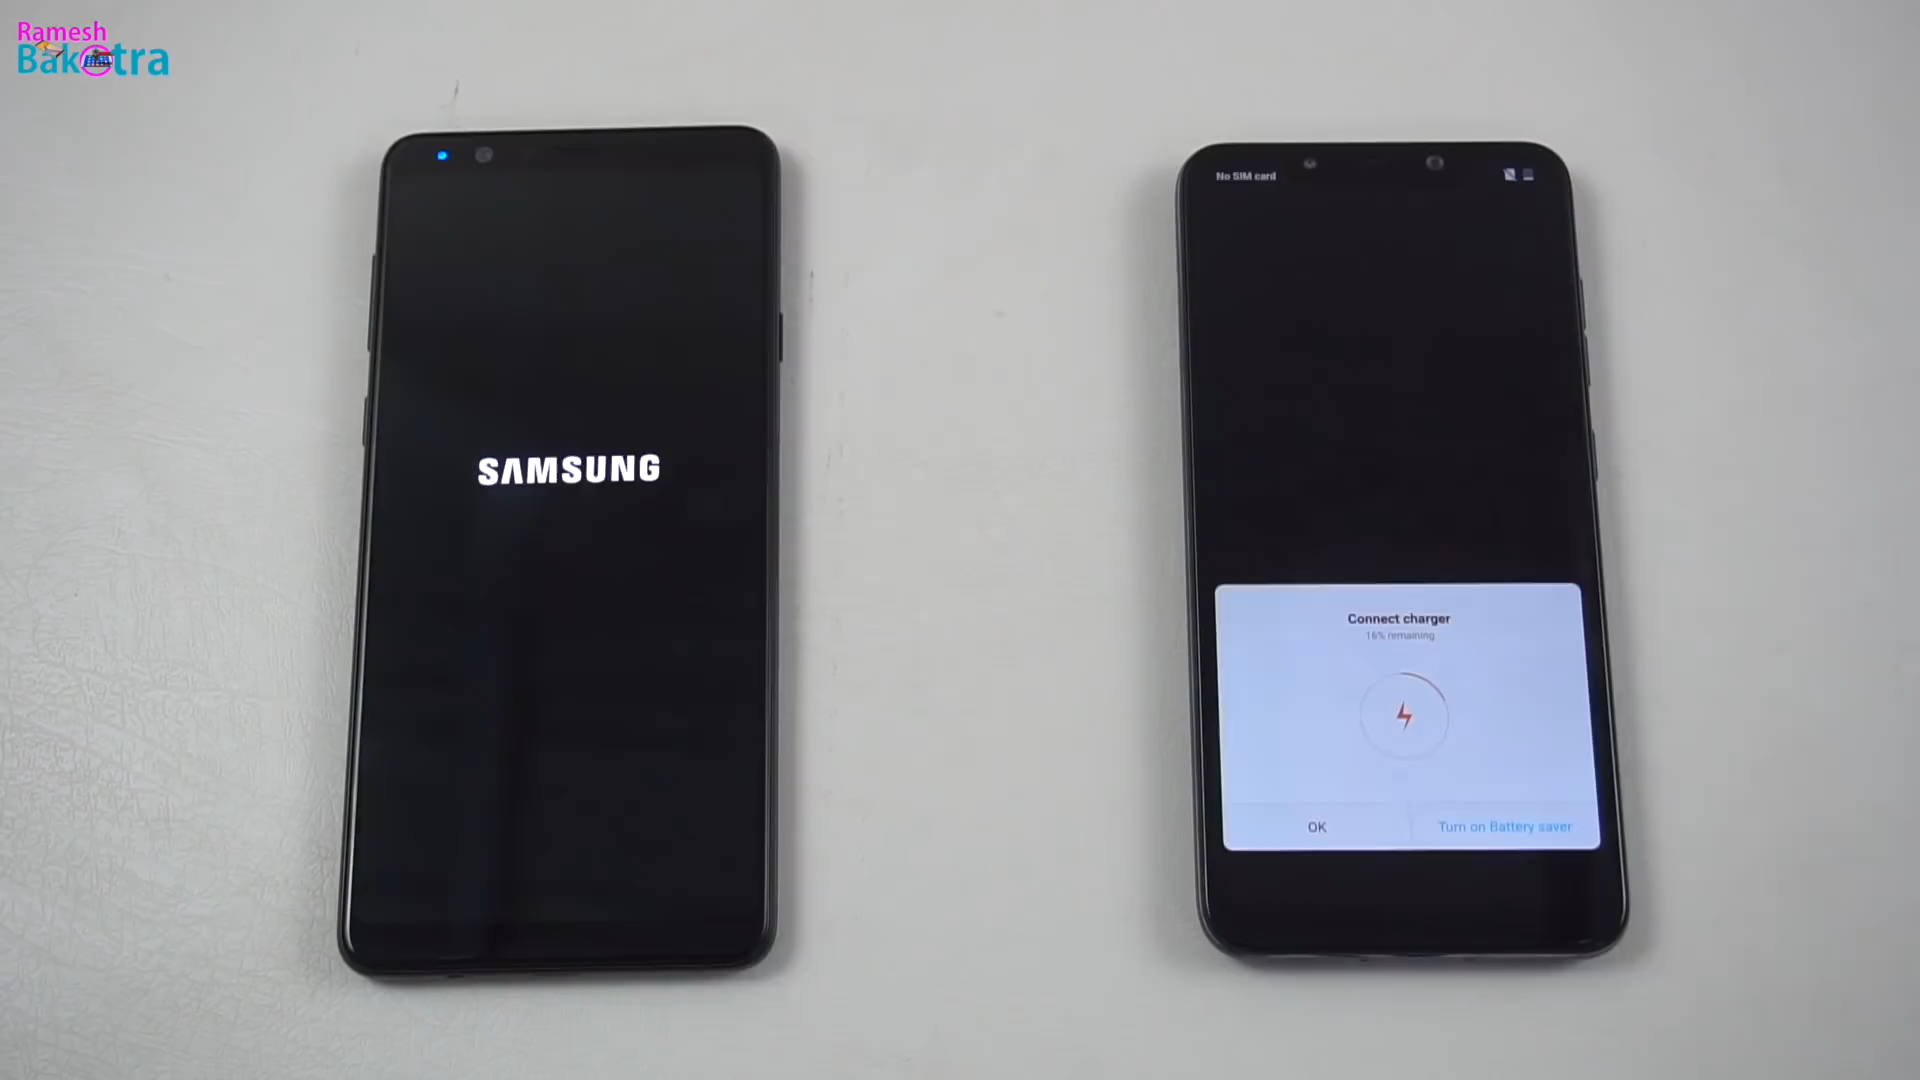 Ramesh
Bakotra
SAMSUNG
No SIM card
Connect charger
16% remaining
OK
Turn on Battery saver